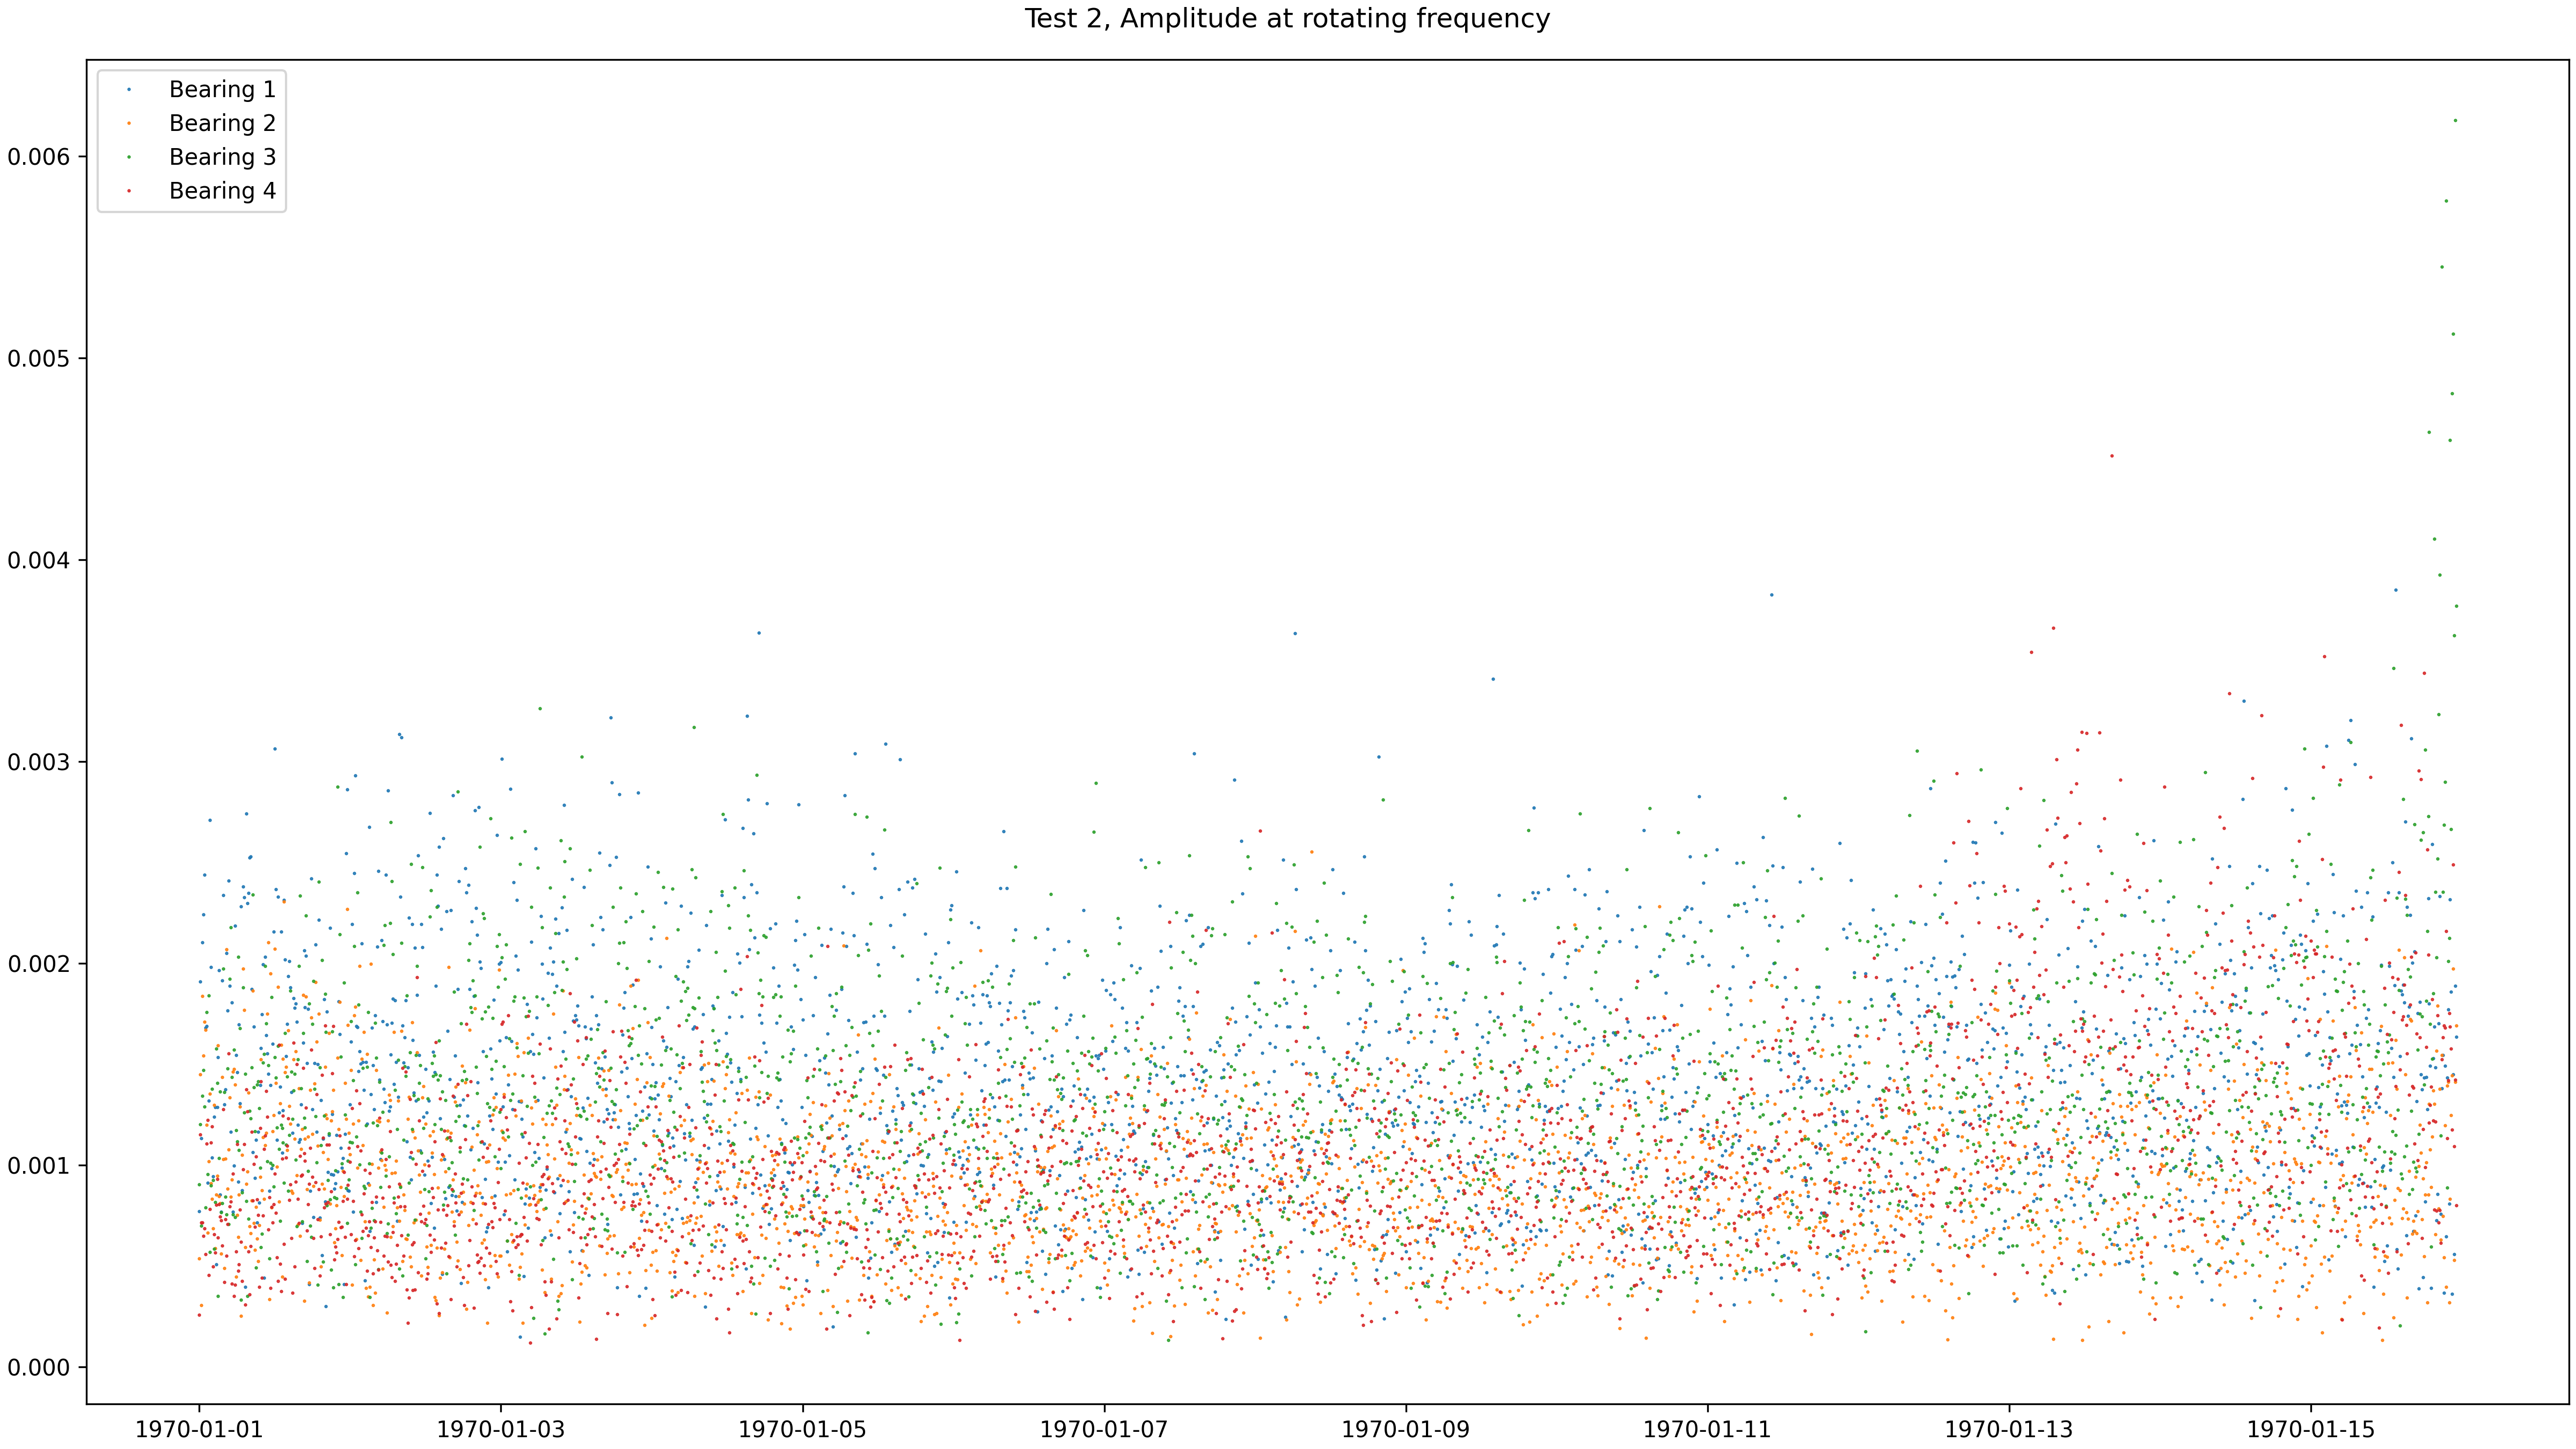 Test 2, Amplitude at rotating frequency
Bearing 1
Bearing 2
Bearing 3
Bearing 4
0.006
0.005
0.004
0.003
0.002
0.001
0.000
1970-01-01 1970-01-03 1970-01-05 1970-01-07 1970-01-09 1970-01-11 1970-01-13 1970-01-15